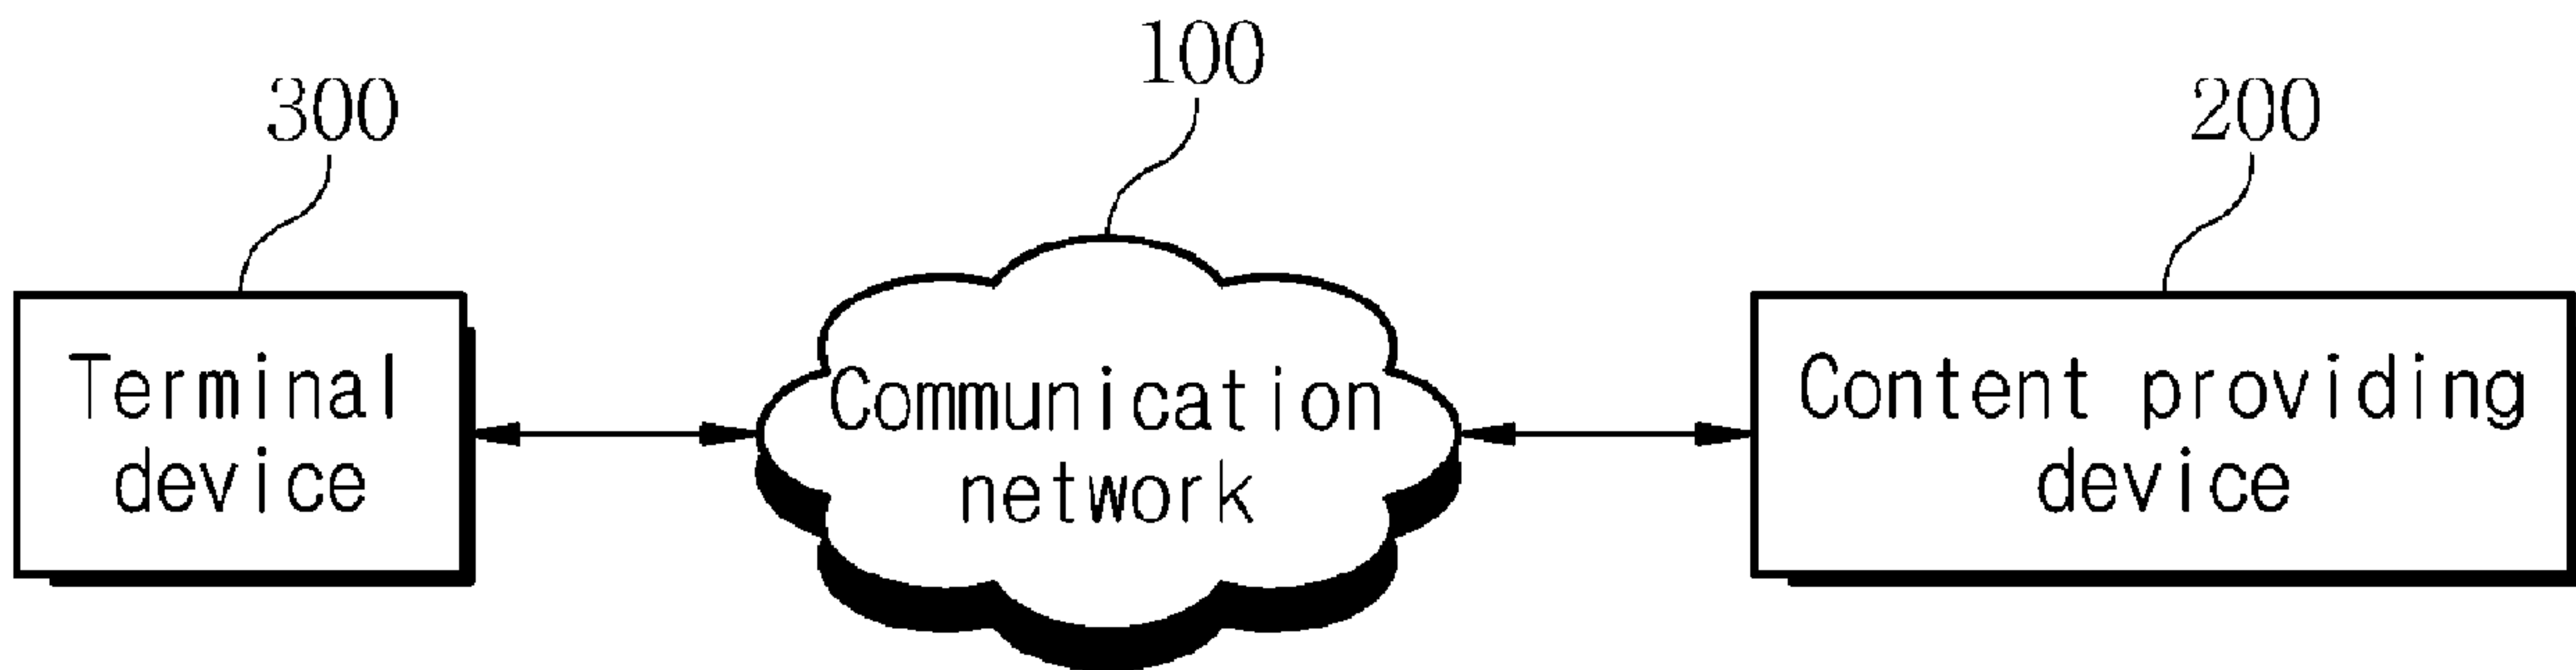 100
300
200
Terminal
device
Communication
network
Content providing
device